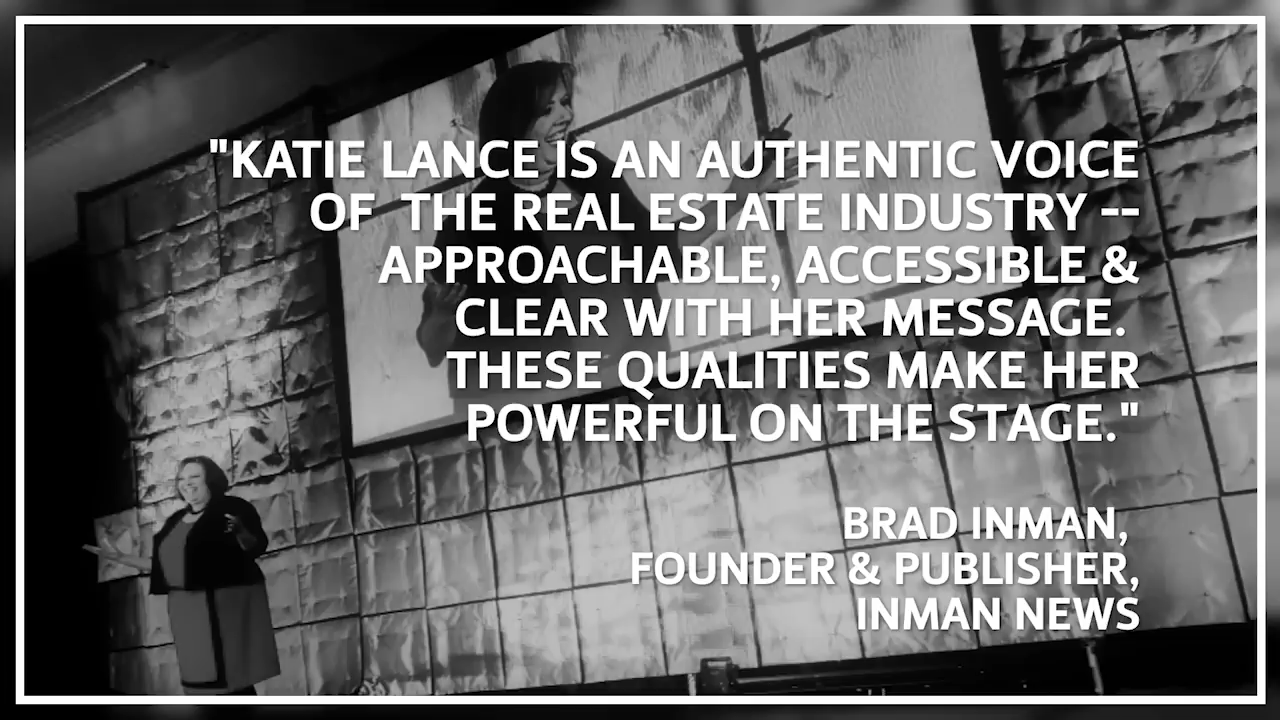 "KATIE LANCE IS AN AUTHENTIC VOICE
OF THE REAL ESTATE INDUSTRY --
APPROACHABLE, ACCESSIBLE &
CLEAR WITH HER MESSAGE.
THESE QUALITIES MAKE HER
POWERFUL ON THE STAGE."
BRAD INMAN,
FOUNDER & PUBLISHER,
INMAN NEWS